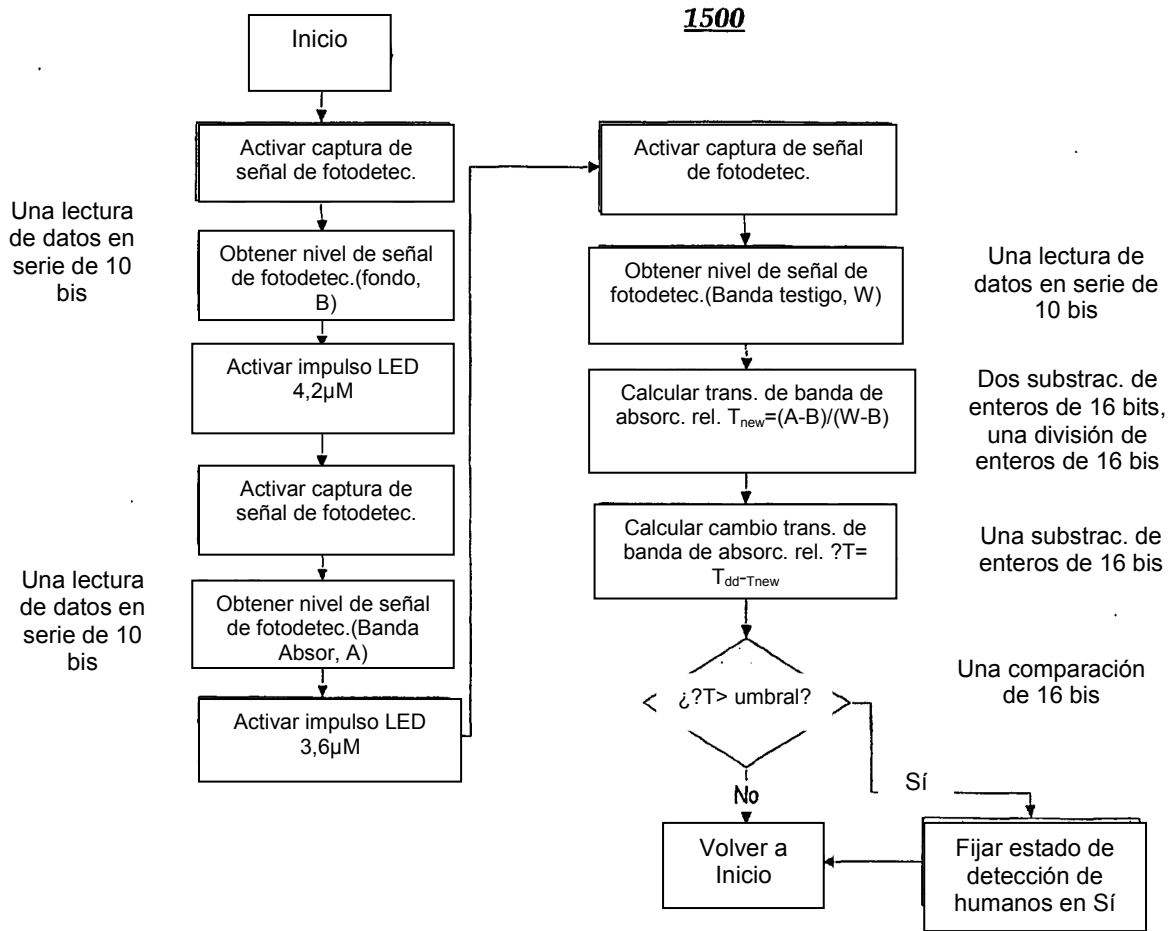 1500
Inicio
Activar captura de
señal de fotodetec.
Una lectura
de datos en
serie de 10
bis
Obtener nivel de señal
de fotodetec.(fondo,
B)
Activar impulso LED
4,2µM
Activar captura de
señal de fotodetec.
Una lectura
de datos en
serie de 10
bis
Obtener nivel de señal
de fotodetec.(Banda
Absor, A)
Activar impulso LED
3,6µM
Activar captura de señal
de fotodetec.
Obtener nivel de señal de
fotodetec.(Banda testigo, W)
Una lectura de
datos en serie de
10 bis
Calcular trans. de banda de
absorc. rel. Tnew=(A-B)/(W-B)
Dos substrac. de
enteros de 16 bits,
una división de
enteros de 16 bis
Calcular cambio trans. de
banda de absorc. rel. ?T=
Tdd-Tnew
Una substrac. de
enteros de 16 bis
¿?T> umbral?
Una comparación
de 16 bis
Sí
No
Volver a
Inicio
Fijar estado de
detección de
humanos en Sí